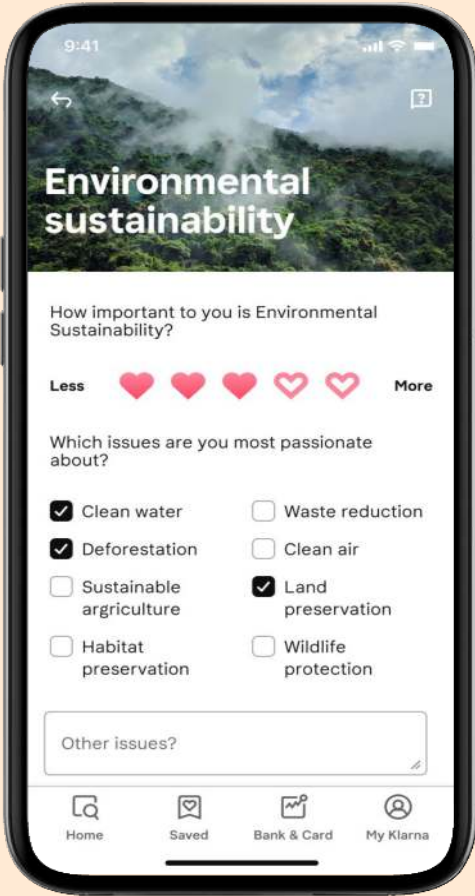 9:41
Environmental
sustainability
How important to you is Environmental
Sustainability?
Less
More
Which issues are you most passionate
about?
Clean water
Waste reduction
Deforestation
Clean air
Sustainable
argriculture
Land
preservation
Habitat
preservation
Wildlife
protection
Other issues?
Home
Saved
Bank & Card
My Klarna